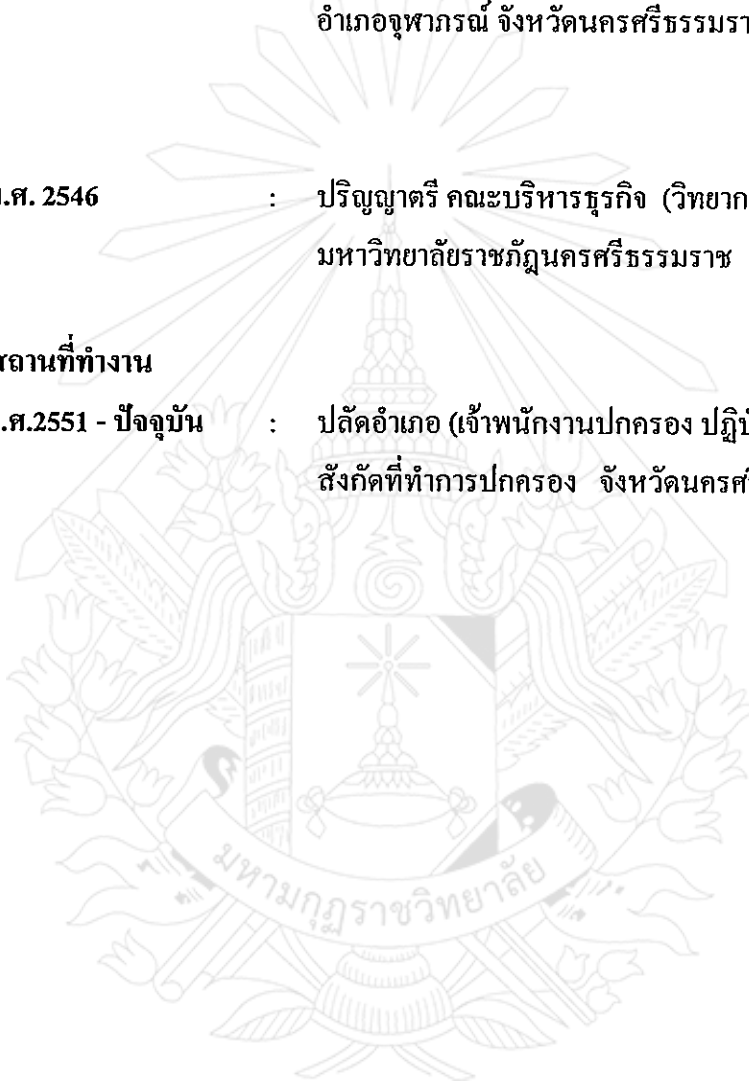 อำเภอจุฬาภรณ์ จังหวัดนครศรีธรรมรา
.ศ. 2546 : ปริญญาตรี คณะบริหารธุรกิจ (วิทยาก
มหาวิทยาลัยราชภัฏนครศรีธรรมราช
สถานที่ทำงาน
.ศ.2551 - ปัจจุบัน : ปลัดอำเภอ (เจ้าพนักงานปกครอง ปฏิบั
สังกัดที่ทำการปกครอง จังหวัดนครศ
มหามกุฏราชวิทยาลัย